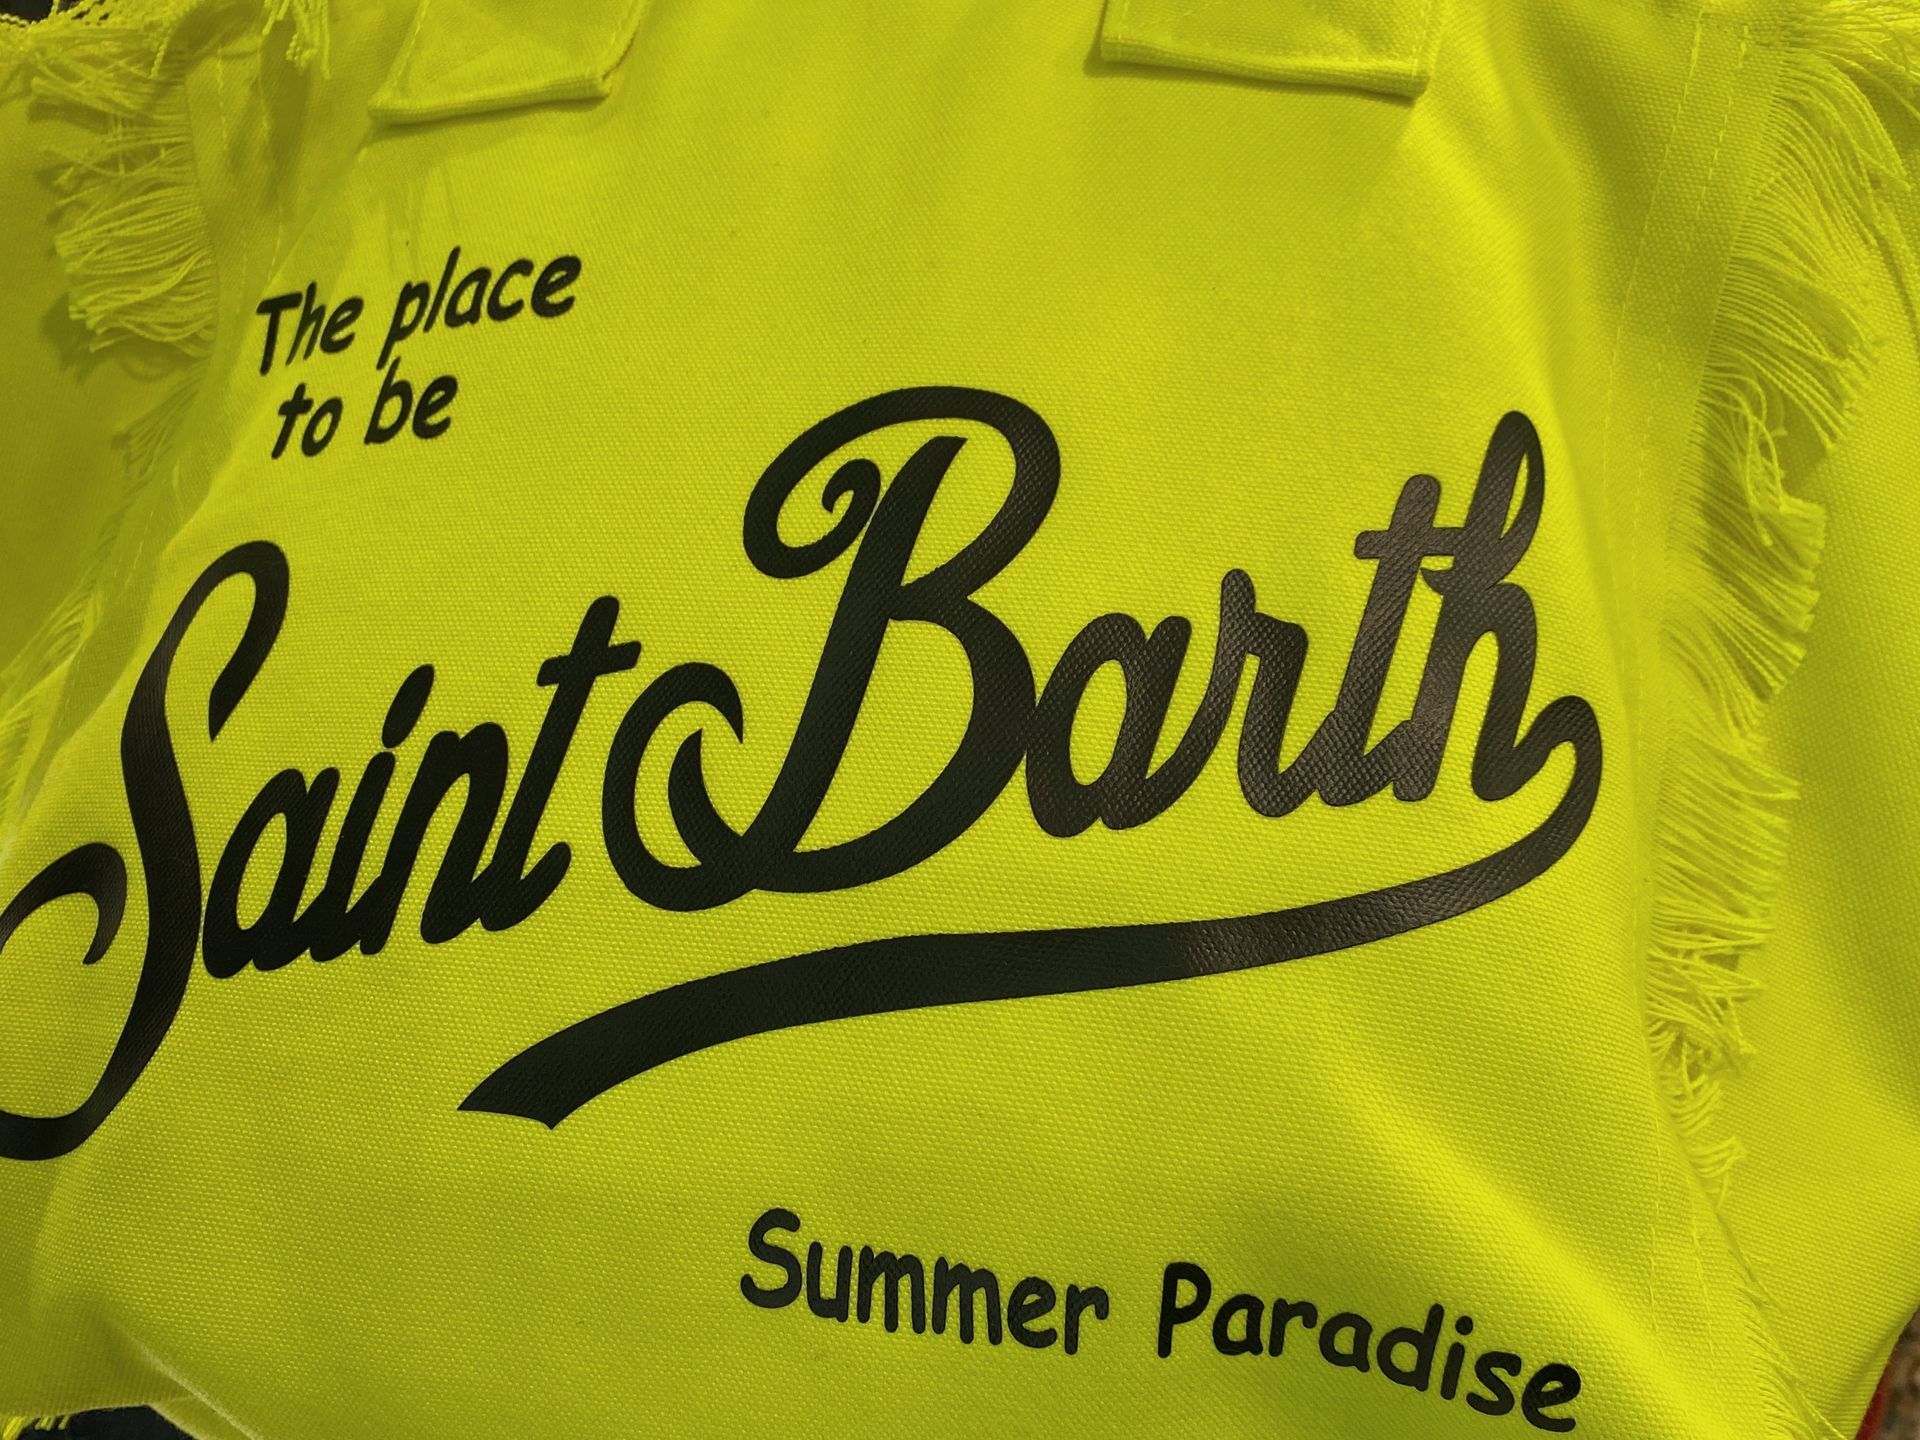 The place
to be
Saint Barth
Summer Paradise